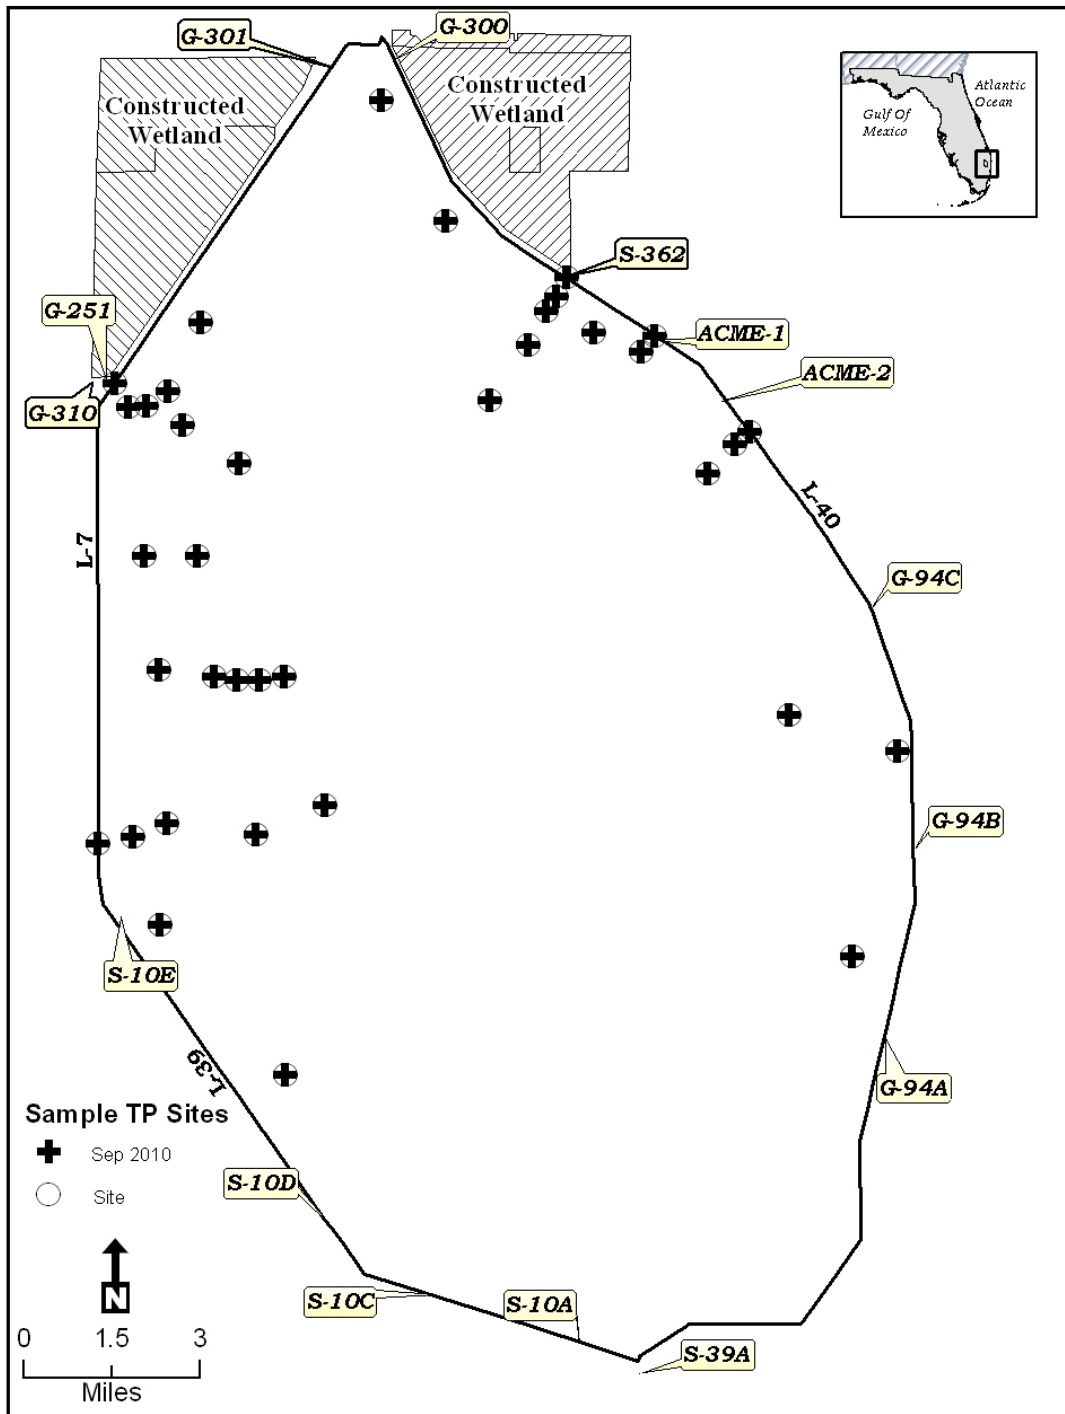 G-301
G-300
Constructed
Wetland
Constructed
Wetland
Atlantic
Ocean
Gulf Of
Mexico
S-362
G-251
ACME-1
ACME-2
G-310
L-40
L-7
G-94C
G-94B
S-10E
L-39
G-94A
Sample TP Sites
Sep 2010
Site
S-10D
N
S-10C
S-10A
0 1.5 3
Miles
S-39A